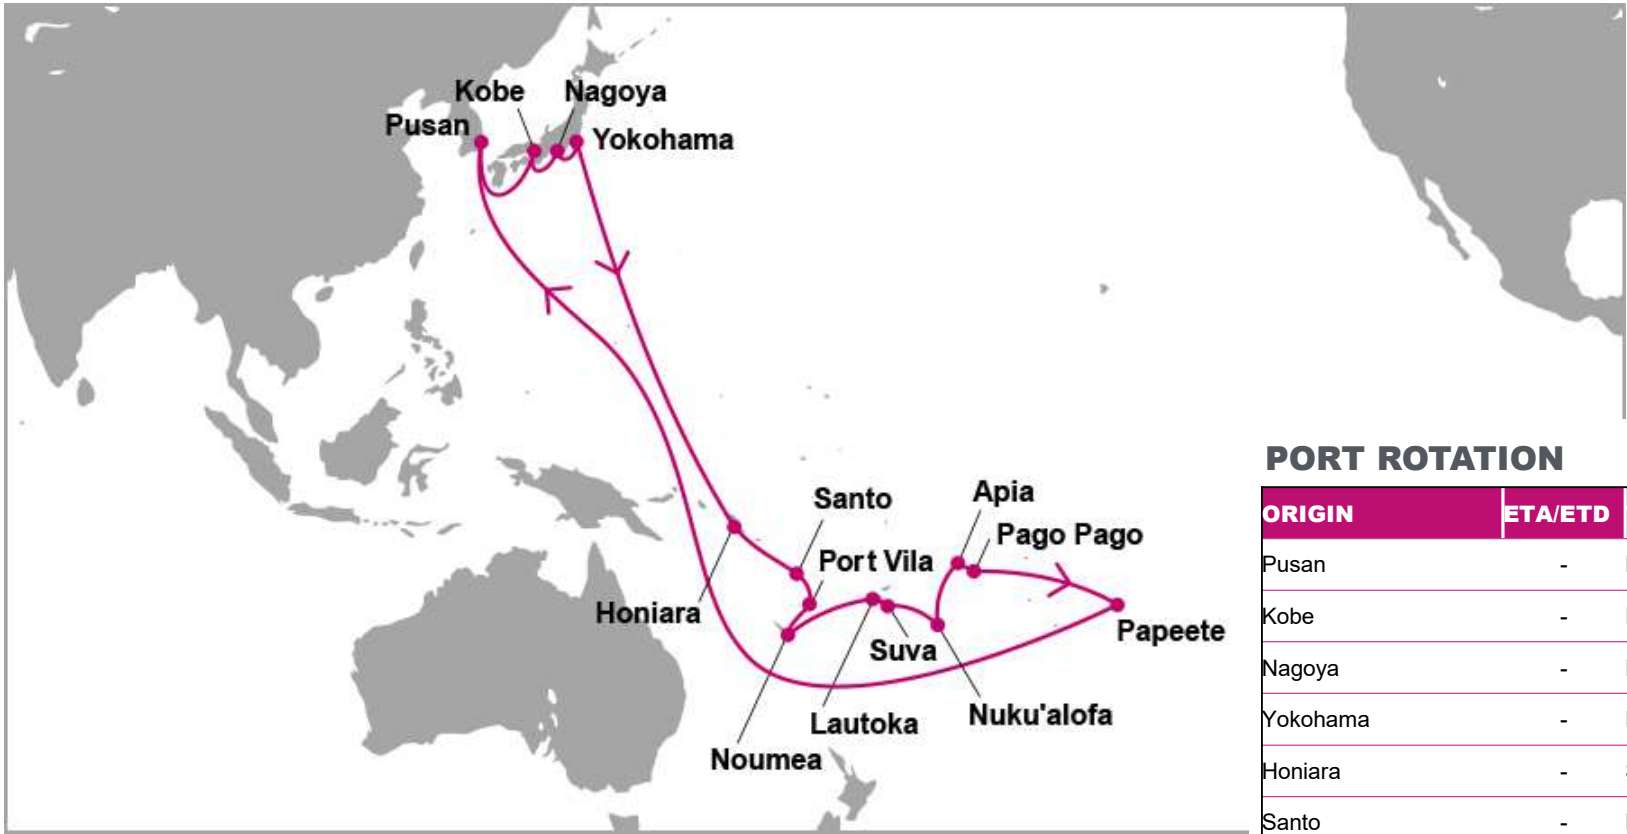 Kobe
Nagoya
Pusan
Yokohama
Santo
Apia
Pago Pago
Port Vila
Honiara
Papeete
Suva
Lautoka
Nuku'alofa
Noumea
PORT ROTATION
ORIGIN ETA/ETD
Pusan -
Kobe -
Nagoya -
Yokohama -
Honiara -
Santo -